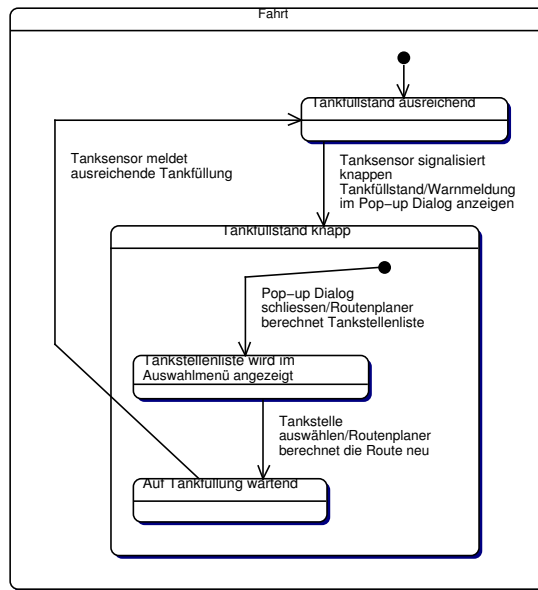 Fahrt
Tankfüllstand ausreichend
Tanksensor meldet
ausreichende Tankfüllung
Tanksensor signalisiert
knappen
Tankfüllstand/Warnmeldung
im Pop−up Dialog anzeigen
Tankfüllstand knapp
Pop−up Dialog
schliessen/Routenplaner
berechnet Tankstellenliste
Tankstellenliste wird im
Auswahlmenü angezeigt
Tankstelle
auswählen/Routenplaner
berechnet die Route neu
Auf Tankfüllung wartend